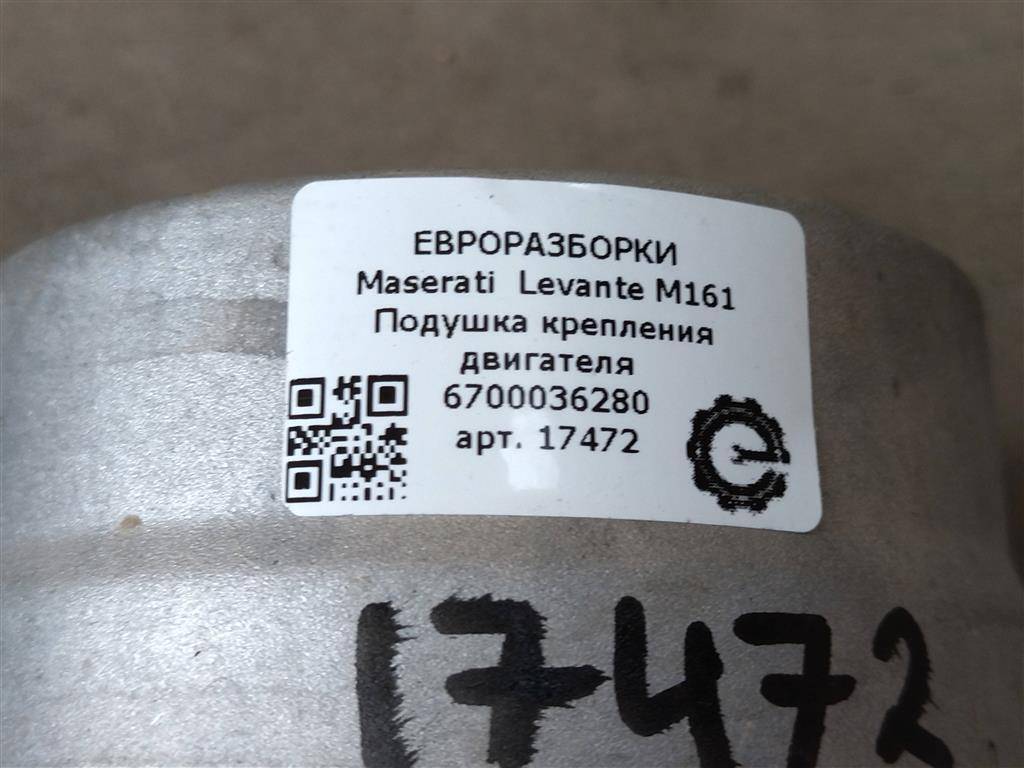 ЕВРОРАЗБОРКИ
Maserati Levante M161
Подушка крепления
двигателя
6700036280
арт. 17472
17472